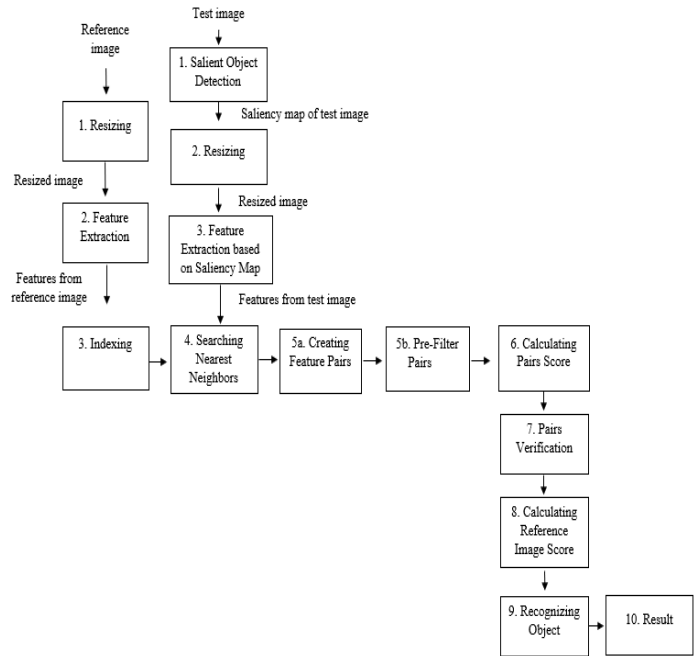 Test image
Reference
image
1. Salient Object
Detection
Saliency map of test image
1. Resizing
2. Resizing
Resized image
Resized image
2. Feature
Extraction
3. Feature
Extraction based
on Saliency Map
Features from
reference image
Features from test image
3. Indexing
4. Searching
Nearest
Neighbors
5a. Creating
Feature Pairs
5b. Pre-Filter
Pairs
6. Calculating
Pairs Score
7. Pairs
Verification
8. Calculating
Reference
Image Score
9. Recognizing
Object
10. Result